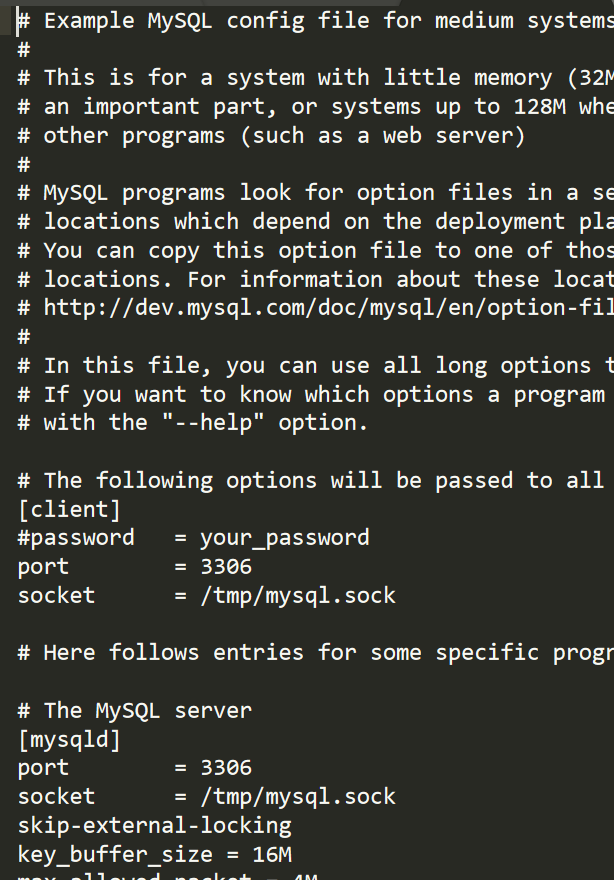 # Example MySQL config file for medium systems
#
# This is for a system with little memory (32M
# an important part, or systems up to 128M whe
# other programs (such as a web server)
#
# MySQL programs look for option files in a se
# locations which depend on the deployment pla
# You can copy this option file to one of thos
# locations. For information about these locat
# http://dev.mysql.com/doc/mysql/en/option-fil
#
# In this file, you can use all long options t
# If you want to know which options a program
# with the "--help" option.

# The following options will be passed to all
[client]
#password   = your_password
port        = 3306
socket      = /tmp/mysql.sock

# Here follows entries for some specific progr

# The MySQL server
[mysqld]
port        = 3306
socket      = /tmp/mysql.sock
skip-external-locking
key_buffer_size = 16M
max_allowed_packet = 4M